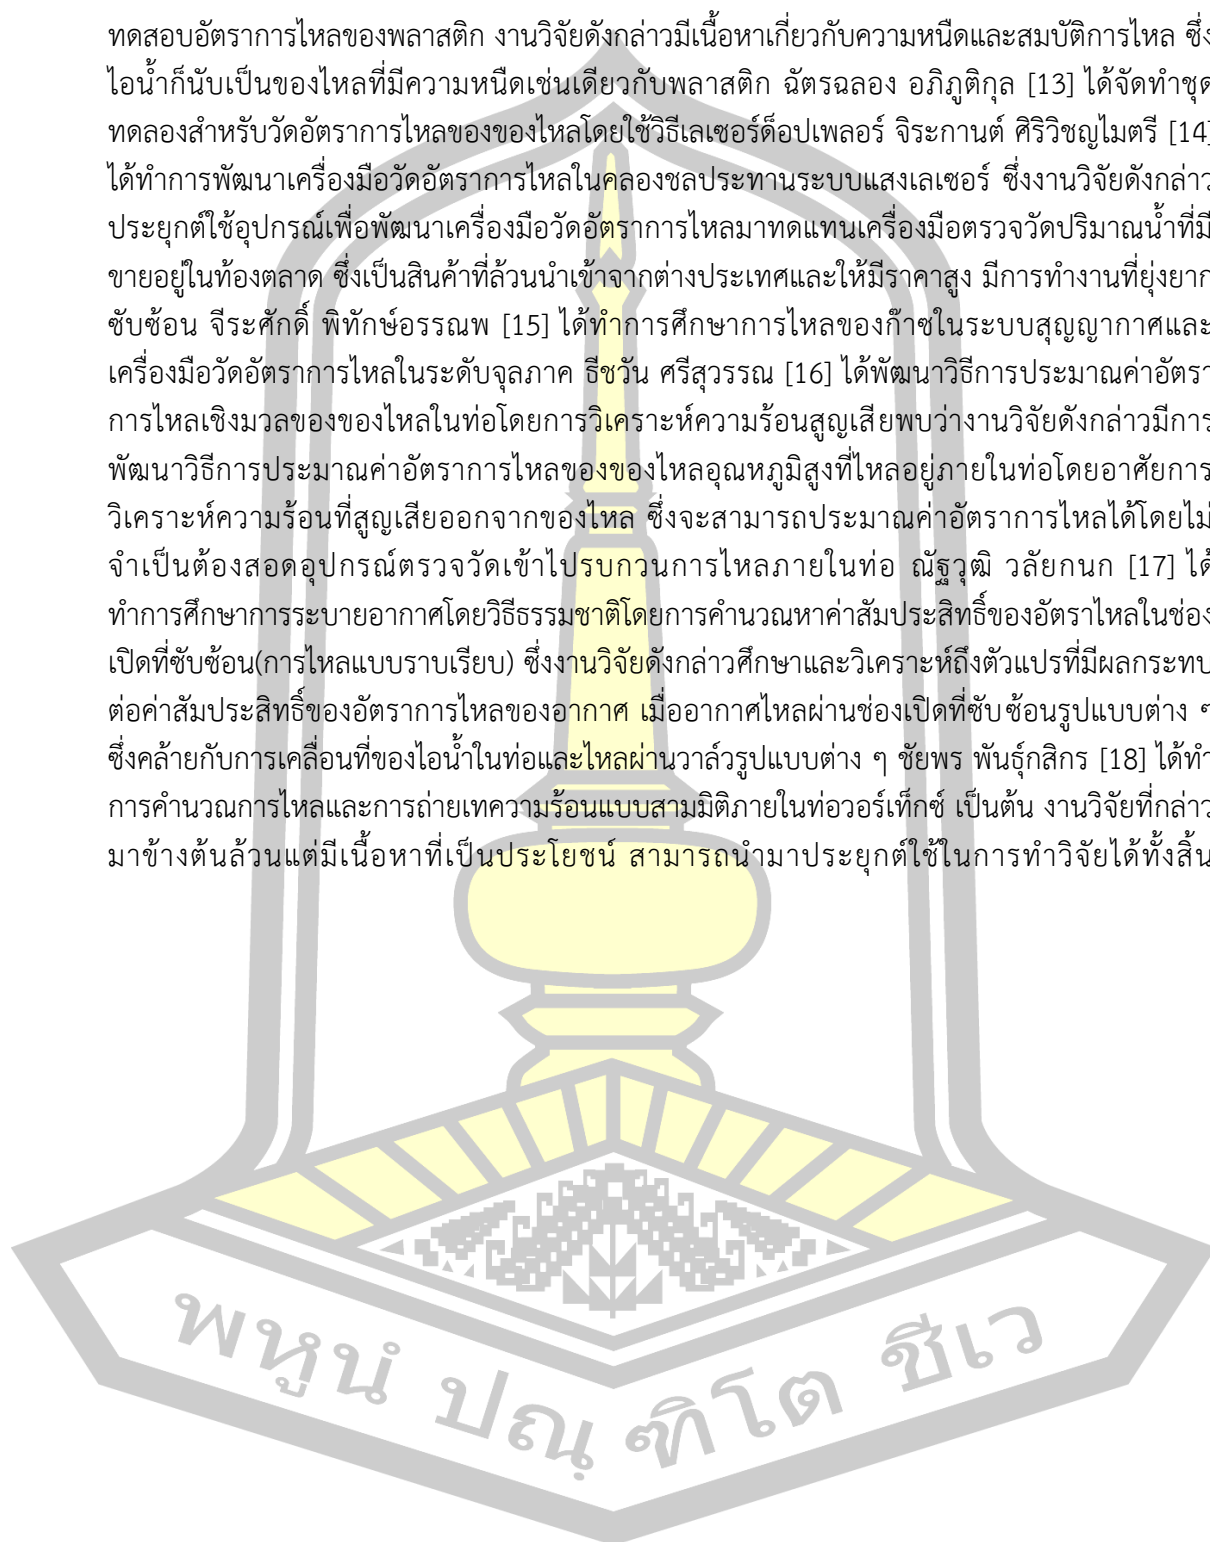 ทดสอบอัตราการไหลของพลาสติก งานวิจัยดังกล่าวมีเนื้อหาเกี่ยวกับความหนืดและสมบัติการไหล ซึ่ง
ไอน้ำก็นับเป็นของไหลที่มีความหนืดเช่นเดียวกับพลาสติก ฉัตรฉลอง อภิภูติกุล [13] ได้จัดทำชุด
ทดลองสำหรับวัดอัตราการไหลของของไหลโดยใช้วิธีเลเซอร์ด็อปเพลอร์ จิระกานต์ ศิริวิชญไมตรี [14]
ได้ทำการพัฒนาเครื่องมือวัดอัตราการไหลในคลองชลประทานระบบแสงเลเซอร์ ซึ่งงานวิจัยดังกล่าว
ประยุกต์ใช้อุปกรณ์เพื่อพัฒนาเครื่องมือวัดอัตราการไหลมาทดแทนเครื่องมือตรวจวัดปริมาณน้ำที่มี
ขายอยู่ในท้องตลาด ซึ่งเป็นสินค้าที่ล้วนนำเข้าจากต่างประเทศและให้มีราคาสูง มีการทำงานที่ยุ่งยาก
ซับซ้อน จีระศักดิ์ พิทักษ์อรรณพ [15] ได้ทำการศึกษาการไหลของก๊าซในระบบสุญญากาศและ
เครื่องมือวัดอัตราการไหลในระดับจุลภาค ธีชวัน ศรีสุวรรณ [16] ได้พัฒนาวิธีการประมาณค่าอัตรา
การไหลเชิงมวลของของไหลในท่อโดยการวิเคราะห์ความร้อนสูญเสียพบว่างานวิจัยดังกล่าวมีการ
พัฒนาวิธีการประมาณค่าอัตราการไหลของของไหลอุณหภูมิสูงที่ไหลอยู่ภายในท่อโดยอาศัยการ
วิเคราะห์ความร้อนที่สูญเสียออกจากของไหล ซึ่งจะสามารถประมาณค่าอัตราการไหลได้โดยไม่
จำเป็นต้องสอดอุปกรณ์ตรวจวัดเข้าไปรบกวนการไหลภายในท่อ ณัฐวุฒิ วลัยกนก [17] ได้
ทำการศึกษาการระบายอากาศโดยวิธีธรรมชาติโดยการคำนวณหาค่าสัมประสิทธิ์ของอัตราไหลในช่อง
เปิดที่ซับซ้อน(การไหลแบบราบเรียบ) ซึ่งงานวิจัยดังกล่าวศึกษาและวิเคราะห์ถึงตัวแปรที่มีผลกระทบ
ต่อค่าสัมประสิทธิ์ของอัตราการไหลของอากาศ เมื่ออากาศไหลผ่านช่องเปิดที่ซับซ้อนรูปแบบต่าง ๆ
ซึ่งคล้ายกับการเคลื่อนที่ของไอน้ำในท่อและไหลผ่านวาล์วรูปแบบต่าง ๆ ชัยพร พันธุ์กสิกร [18] ได้ทำ
การคำนวณการไหลและการถ่ายเทความร้อนแบบสามมิติภายในท่อวอร์เท็กซ์ เป็นต้น งานวิจัยที่กล่าว
มาข้างต้นล้วนแต่มีเนื้อหาที่เป็นประโยชน์ สามารถนำมาประยุกต์ใช้ในการทำวิจัยได้ทั้งสิ้น
พหูนํ ปณฺฑิโต ชีเว